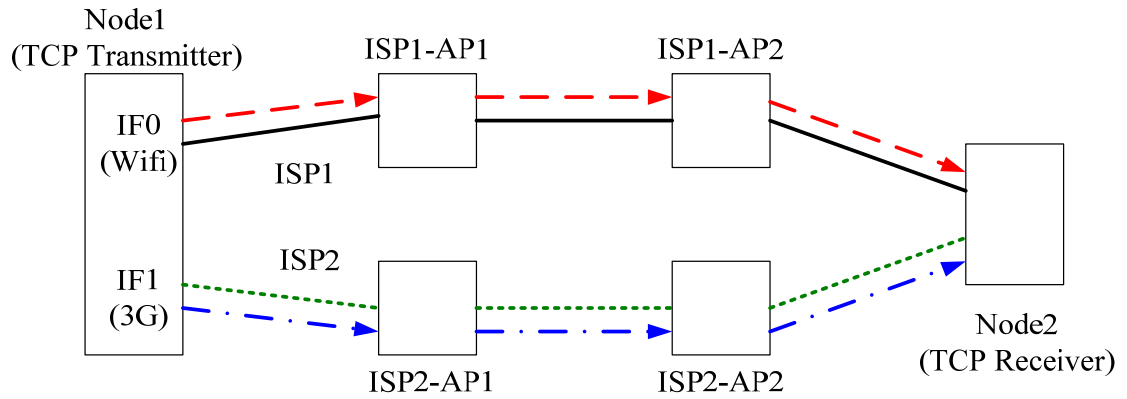 Node1
(TCP Transmitter)
ISP1-AP1
ISP1-AP2
IF0
(Wifi)
ISP1
ISP2
IF1
(3G)
ISP2-AP1
ISP2-AP2
Node2
(TCP Receiver)